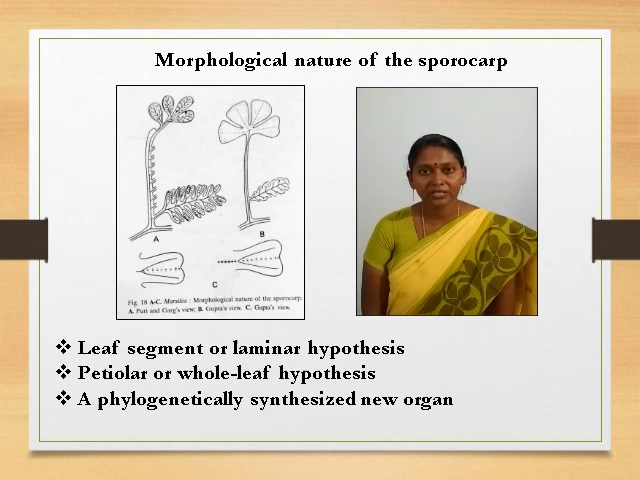 Morphological nature of the sporocarp
A
B
C
Fig. 18 A-C. Marsilea : Morphological nature of the sporocarp;
A. Puri and Garg's view; B. Gupta's view. C. Gupta's view.
❖ Leaf segment or laminar hypothesis
❖ Petiolar or whole-leaf hypothesis
❖ A phylogenetically synthesized new organ